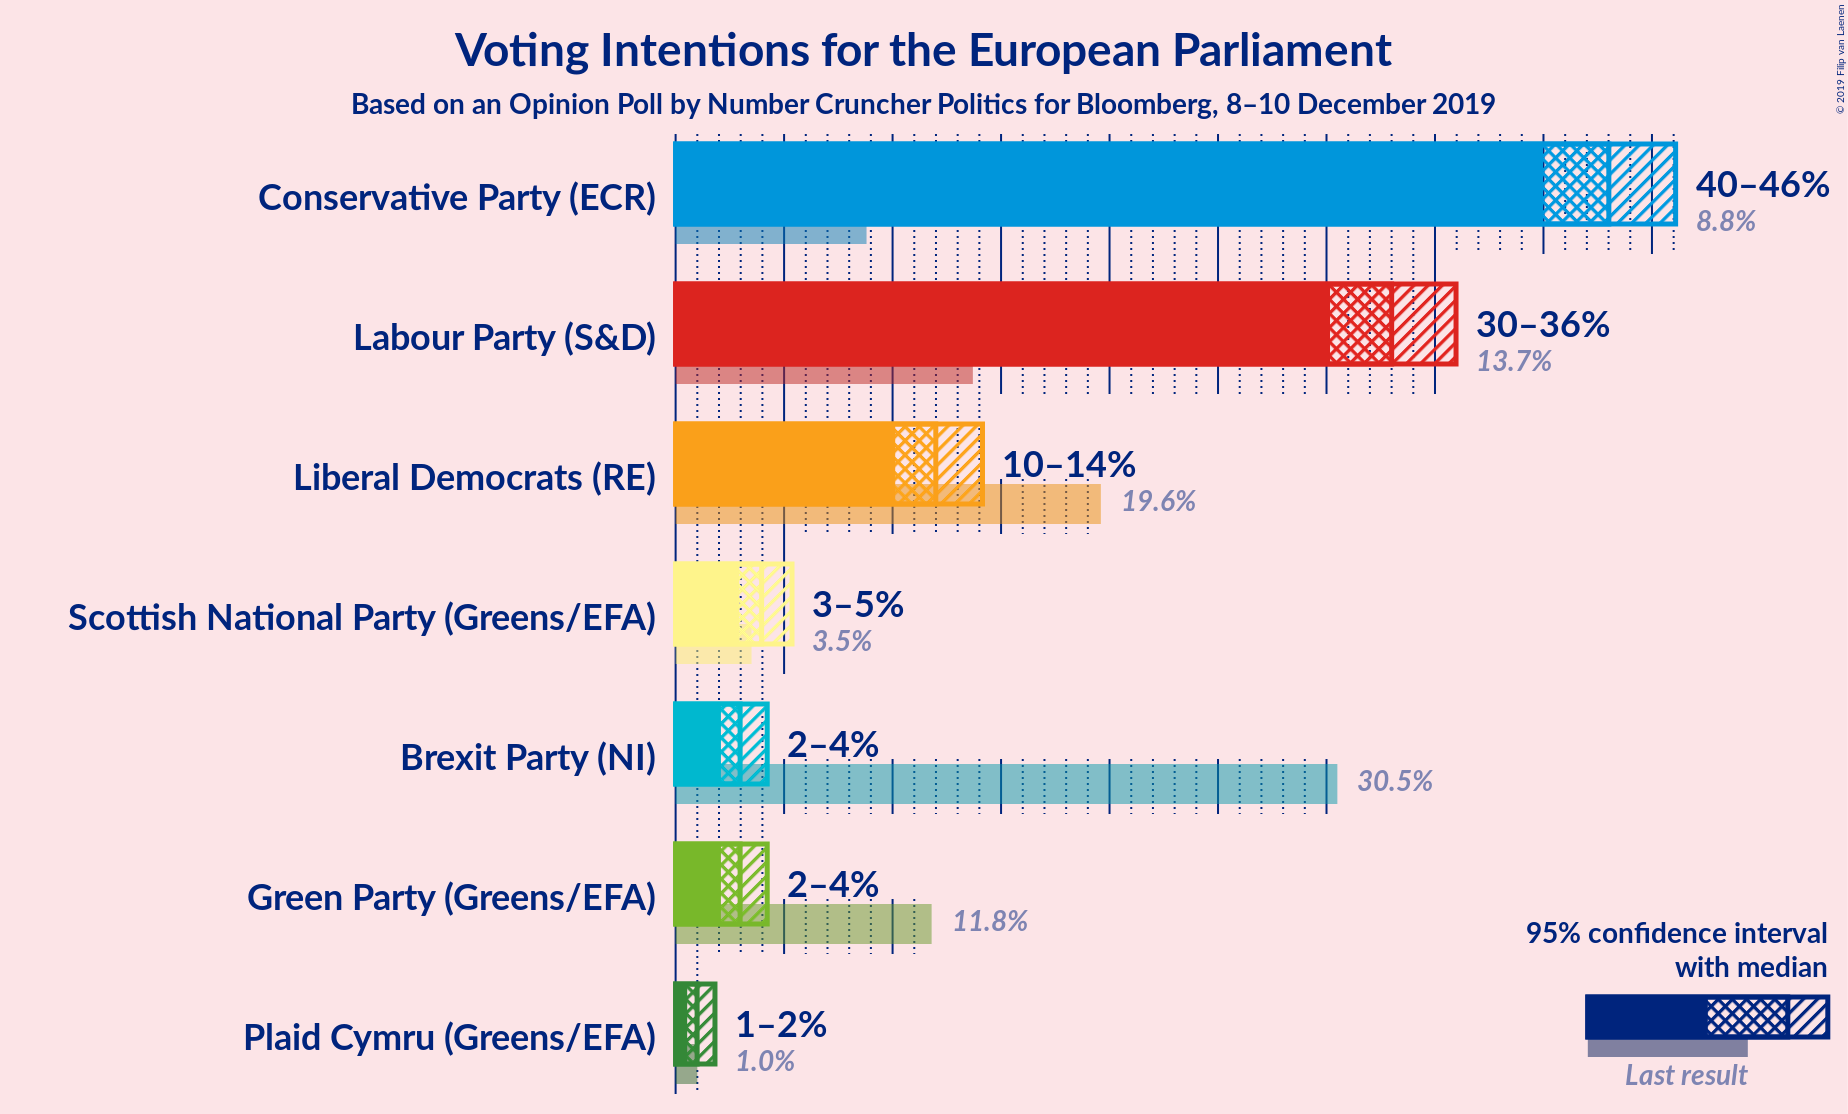 Voting Intentions for the European Parliament
Based on an Opinion Poll by Number Cruncher Politics for Bloomberg, 8–10 December 2019
© 2019 Filip van Laenen
Conservative Party (ECR)
40–46%
8.8%
Labour Party (S&D)
30–36%
13.7%
Liberal Democrats (RE)
10–14%
19.6%
Scottish National Party (Greens/EFA)
3–5%
3.5%
Brexit Party (NI)
2–4%
30.5%
Green Party (Greens/EFA)
2–4%
11.8%
Plaid Cymru (Greens/EFA)
1–2%
1.0%
95% confidence interval
with median
Last result